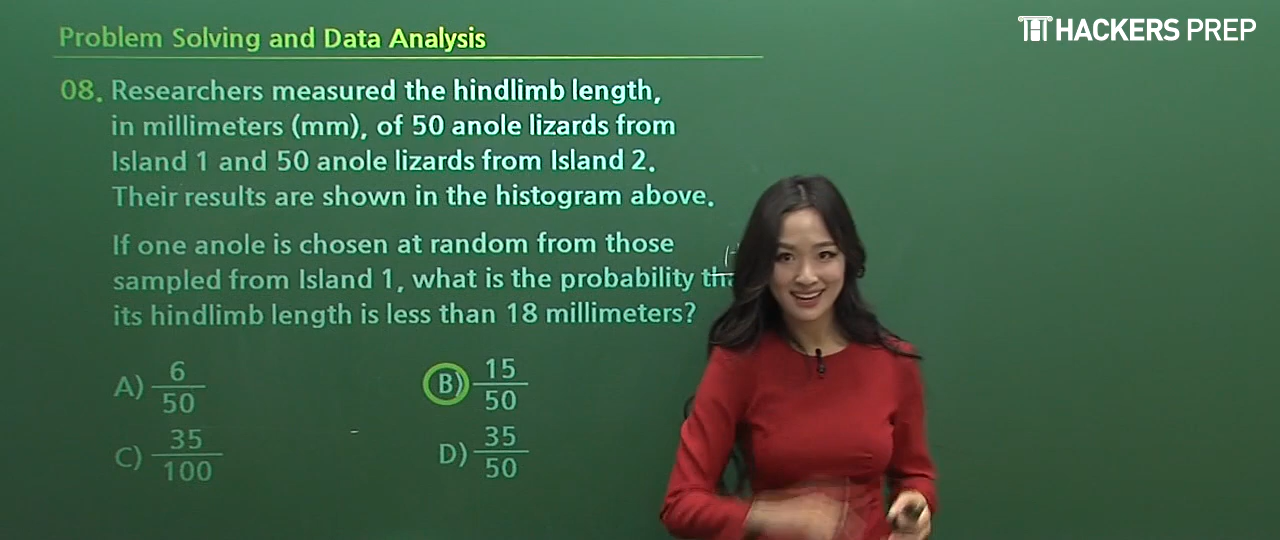 HACKERS PREP
Problem Solving and Data Analysis
08. Researchers measured the hindlimb length,
in millimeters (mm), of 50 anole lizards from
Island 1 and 50 anole lizards from Island 2.
Their results are shown in the histogram above.
If one anole is chosen at random from those
sampled from Island 1, what is the probability
its hindlimb length is less than 18 millimeters?
A) 6/50
B) 15/50
C) 35/100
D) 35/50